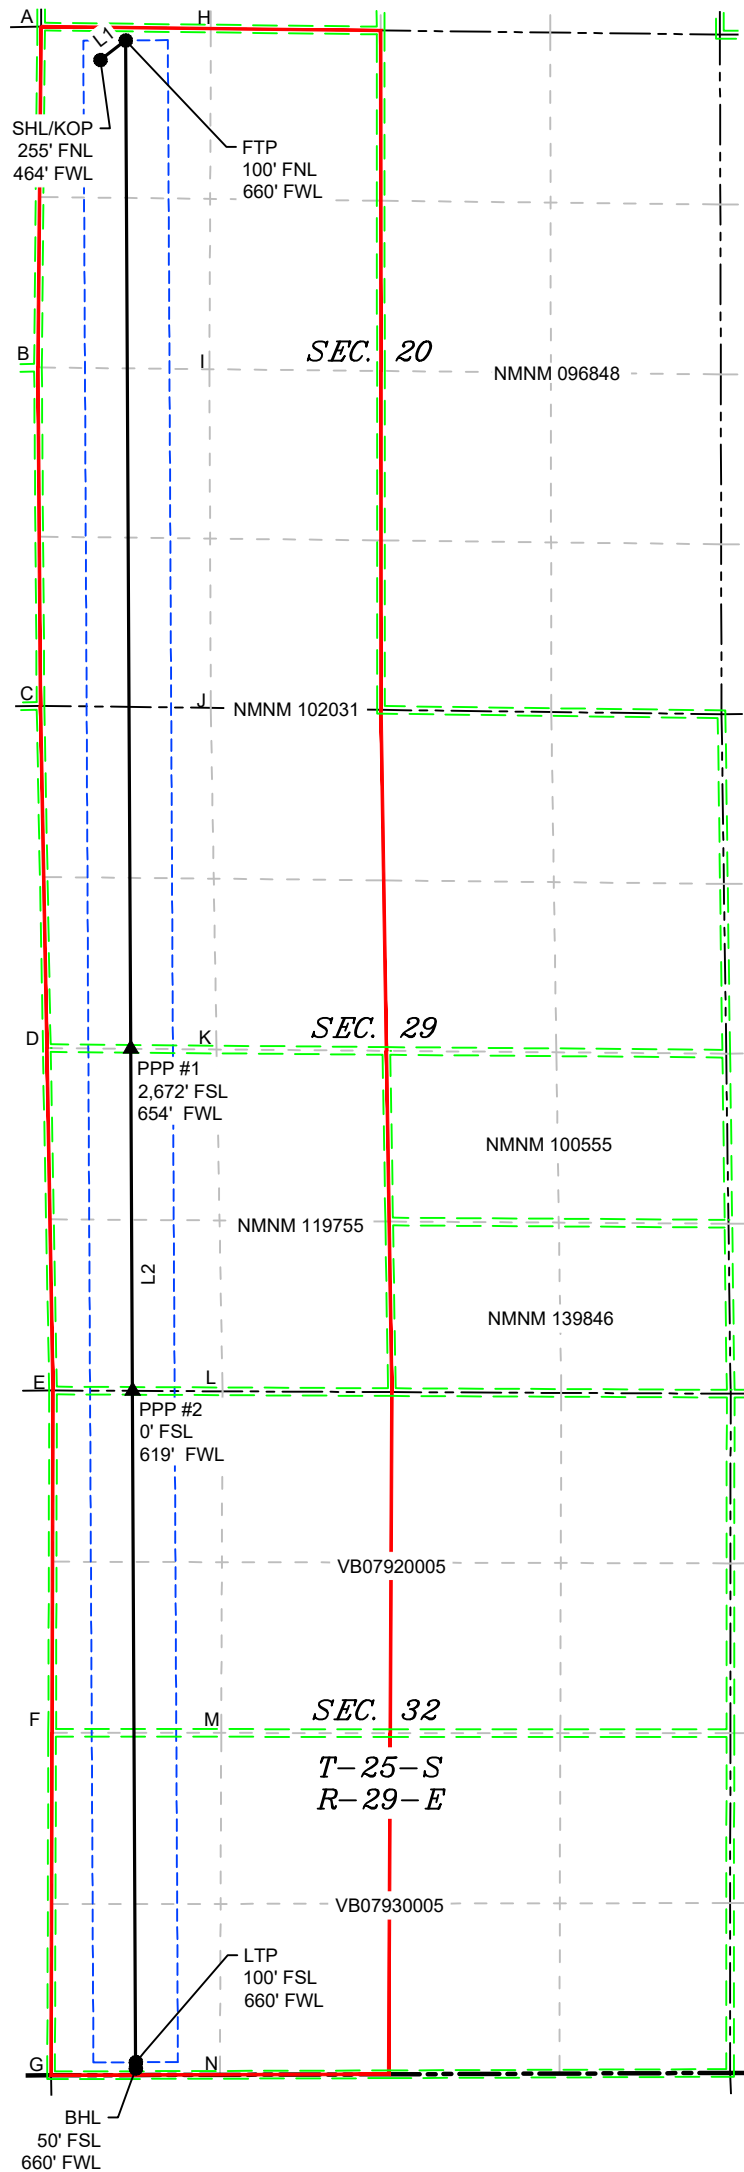 A
H
L1
SHL/KOP
255' FNL
464' FWL
FTP
100' FNL
660' FWL
B
I
SEC. 20
NMNM 096848
C
J
NMNM 102031
D
K
SEC. 29
PPP #1
2,672' FSL
654' FWL
NMNM 100555
NMNM 119755
L2
NMNM 139846
E
L
PPP #2
0' FSL
619' FWL
VB07920005
F
M
SEC. 32
T-25-S
R-29-E
VB07930005
LTP
100' FSL
660' FWL
G
N
BHL
50' FSL
660' FWL